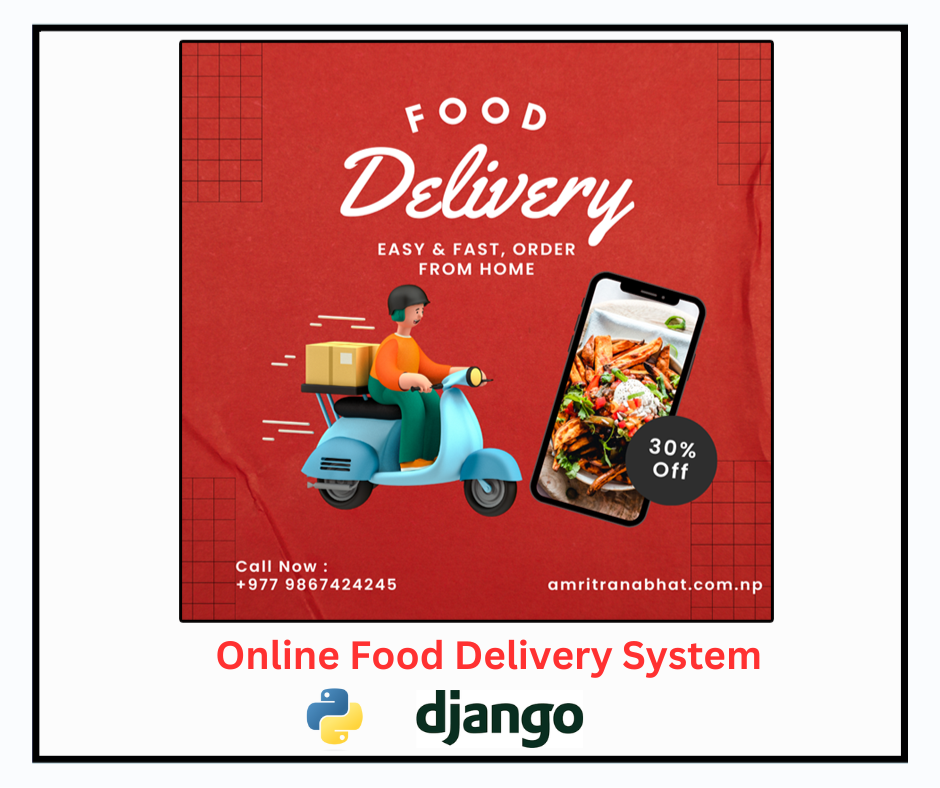 FOOD
Delivery
EASY & FAST, ORDER
FROM HOME
30%
Off
Call Now :
+977 9867424245
amritranabhat.com.np
Online Food Delivery System
django